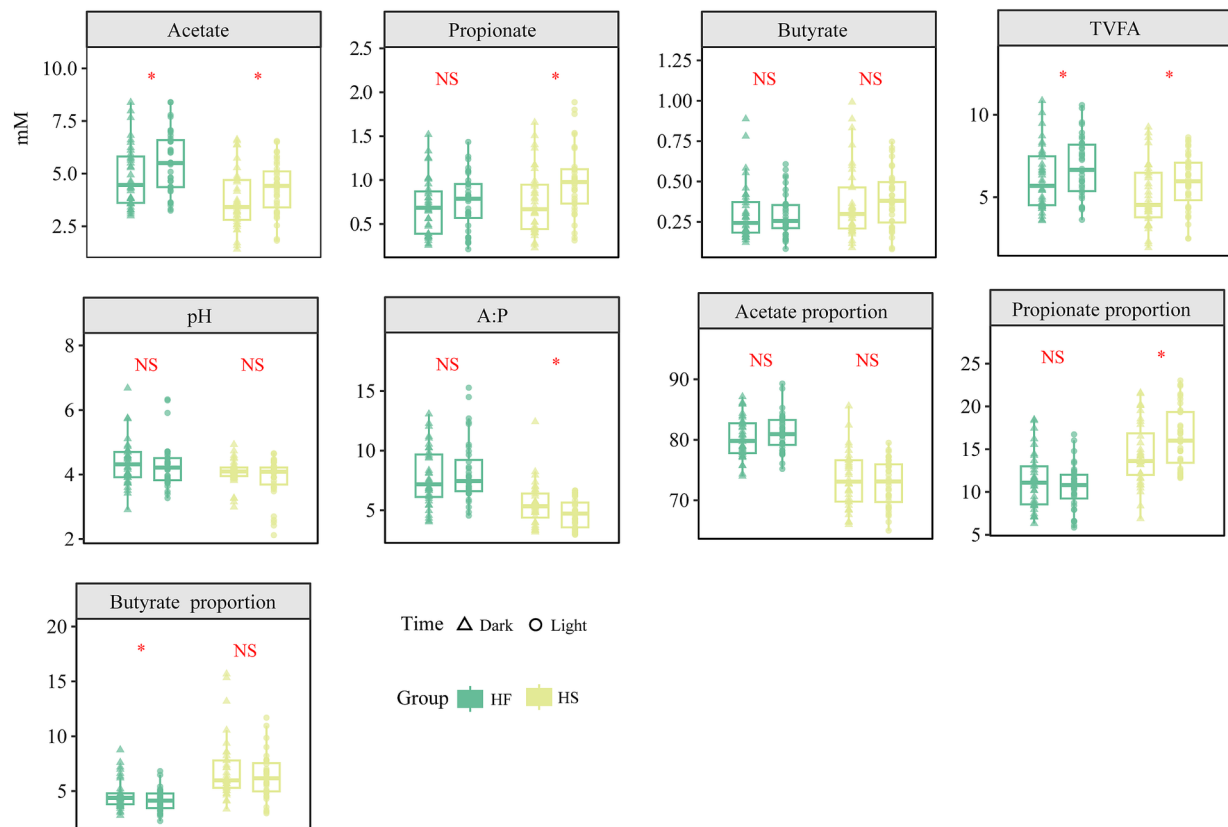 Acetate
Propionate
Butyrate
TVFA
mM
10.0
7.5
5.0
2.5
* *
2.5
2.0
1.5
1.0
0.5
NS *
1.25
1.00
0.75
0.50
0.25
NS NS
10
5
* *
pH
A:P
Acetate proportion
Propionate proportion
8
6
4
2
NS NS
15
10
5
NS *
90
80
70
NS NS
25
20
15
10
5
NS *
Butyrate proportion
20
15
10
5
* NS
Time Dark Light
Group HF HS